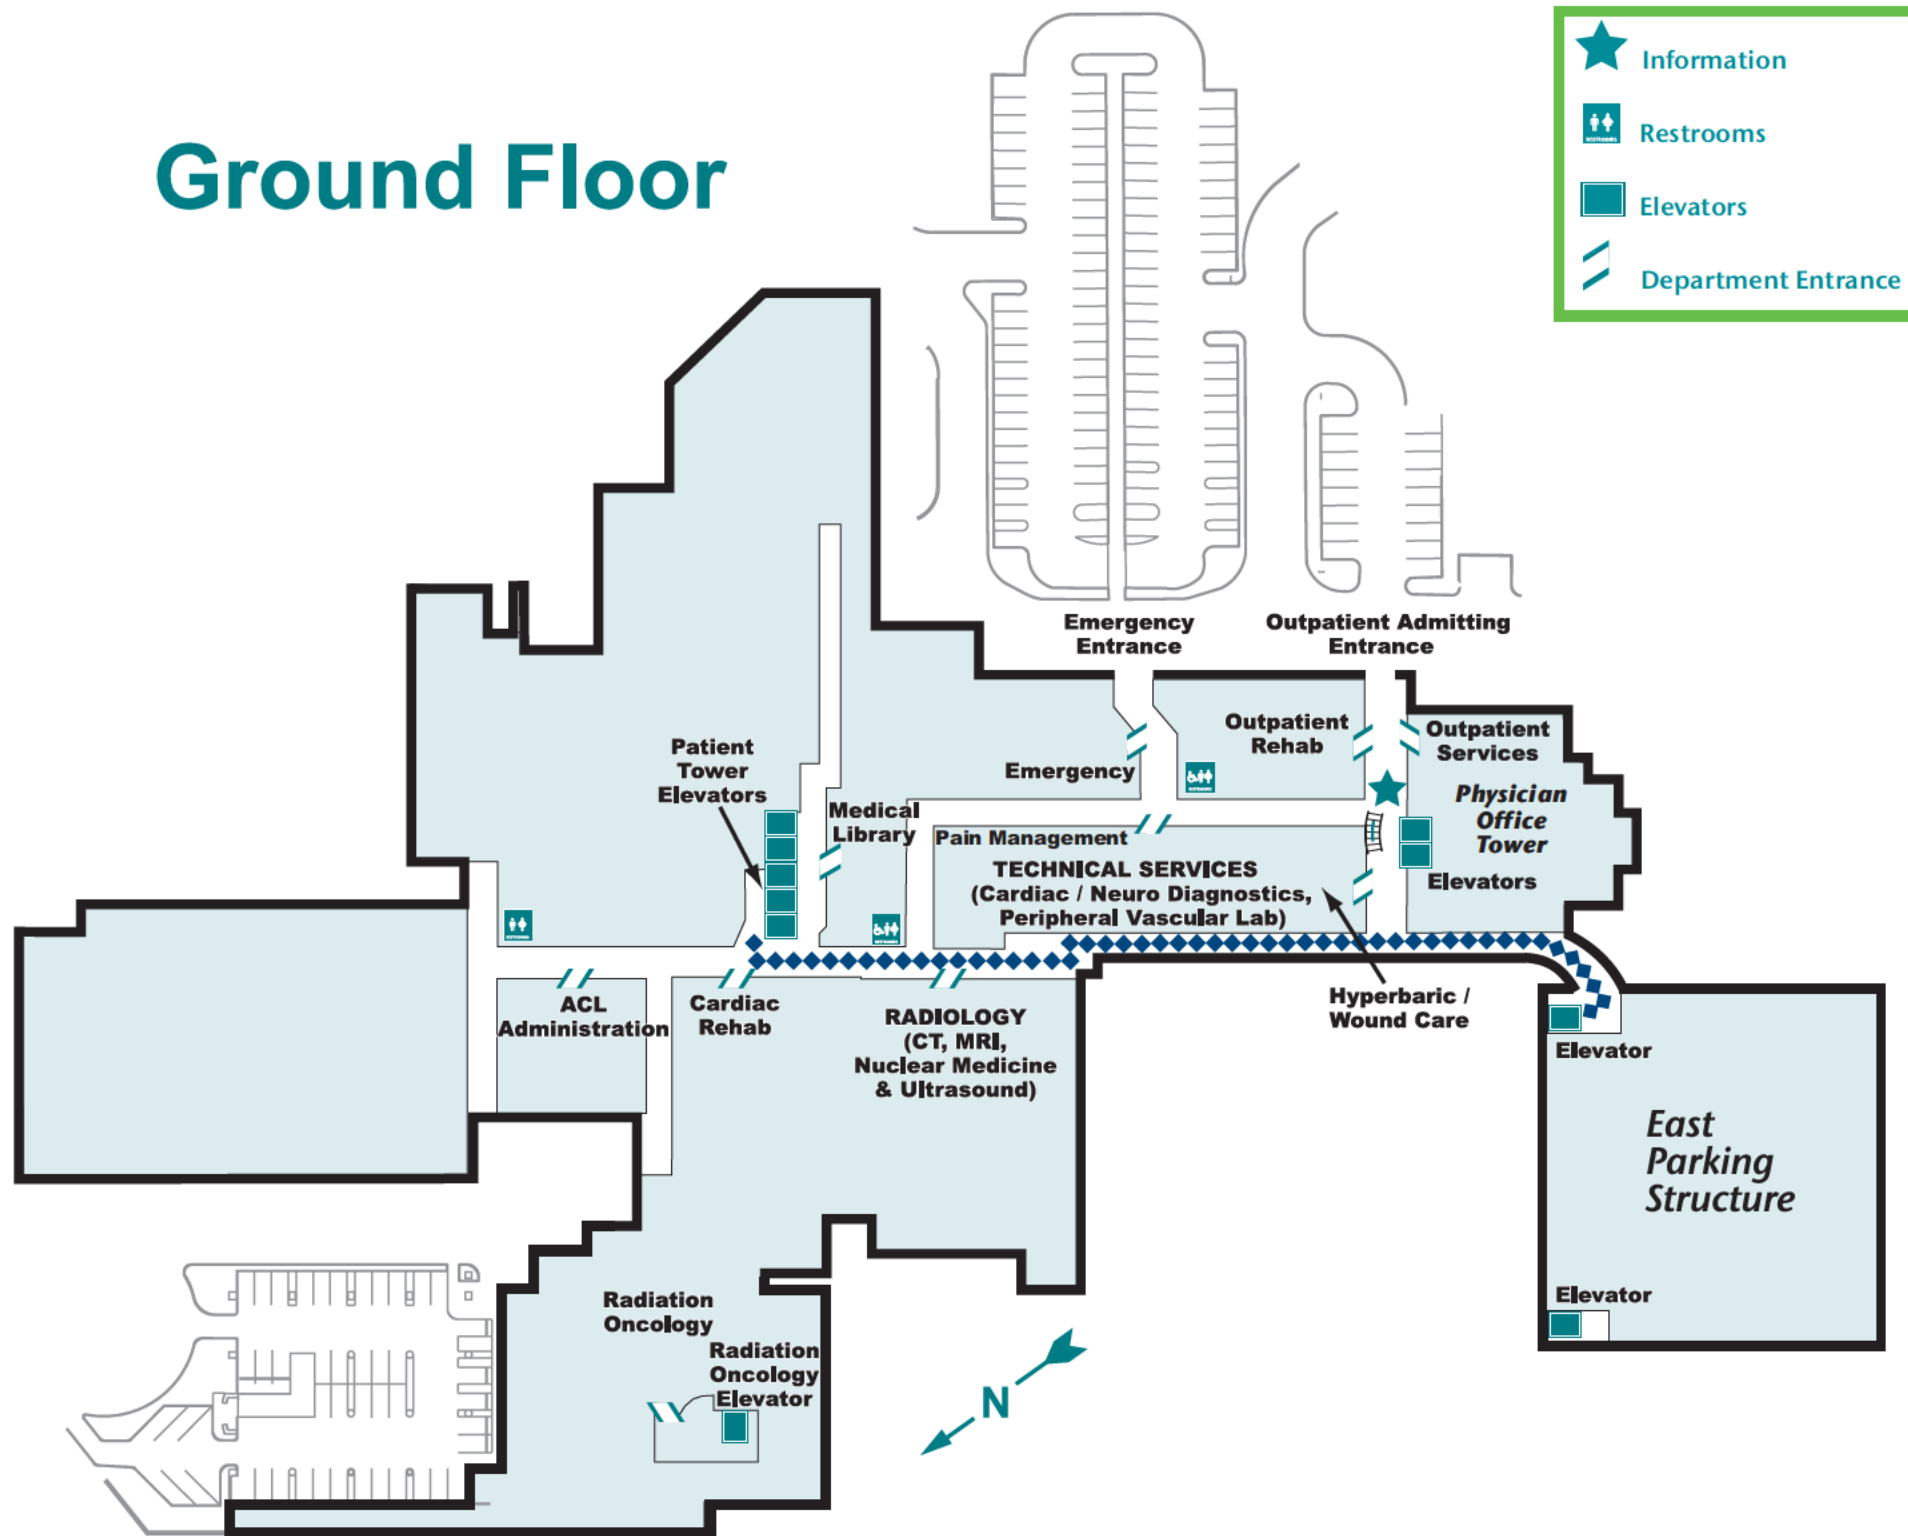 Information
Restrooms
Elevators
Department Entrance
Ground Floor
Emergency
Entrance
Outpatient Admitting
Entrance
Outpatient
Rehab
Outpatient
Services
Patient
Tower
Elevators
Emergency
Physician
Office
Tower
Medical
Library
Pain Management
TECHNICAL SERVICES
(Cardiac / Neuro Diagnostics,
Peripheral Vascular Lab)
Elevators
ACL
Administration
Cardiac
Rehab
RADIOLOGY
(CT, MRI,
Nuclear Medicine
& Ultrasound)
Hyperbaric /
Wound Care
Elevator
East
Parking
Structure
Elevator
Radiation
Oncology
Radiation
Oncology
Elevator
N